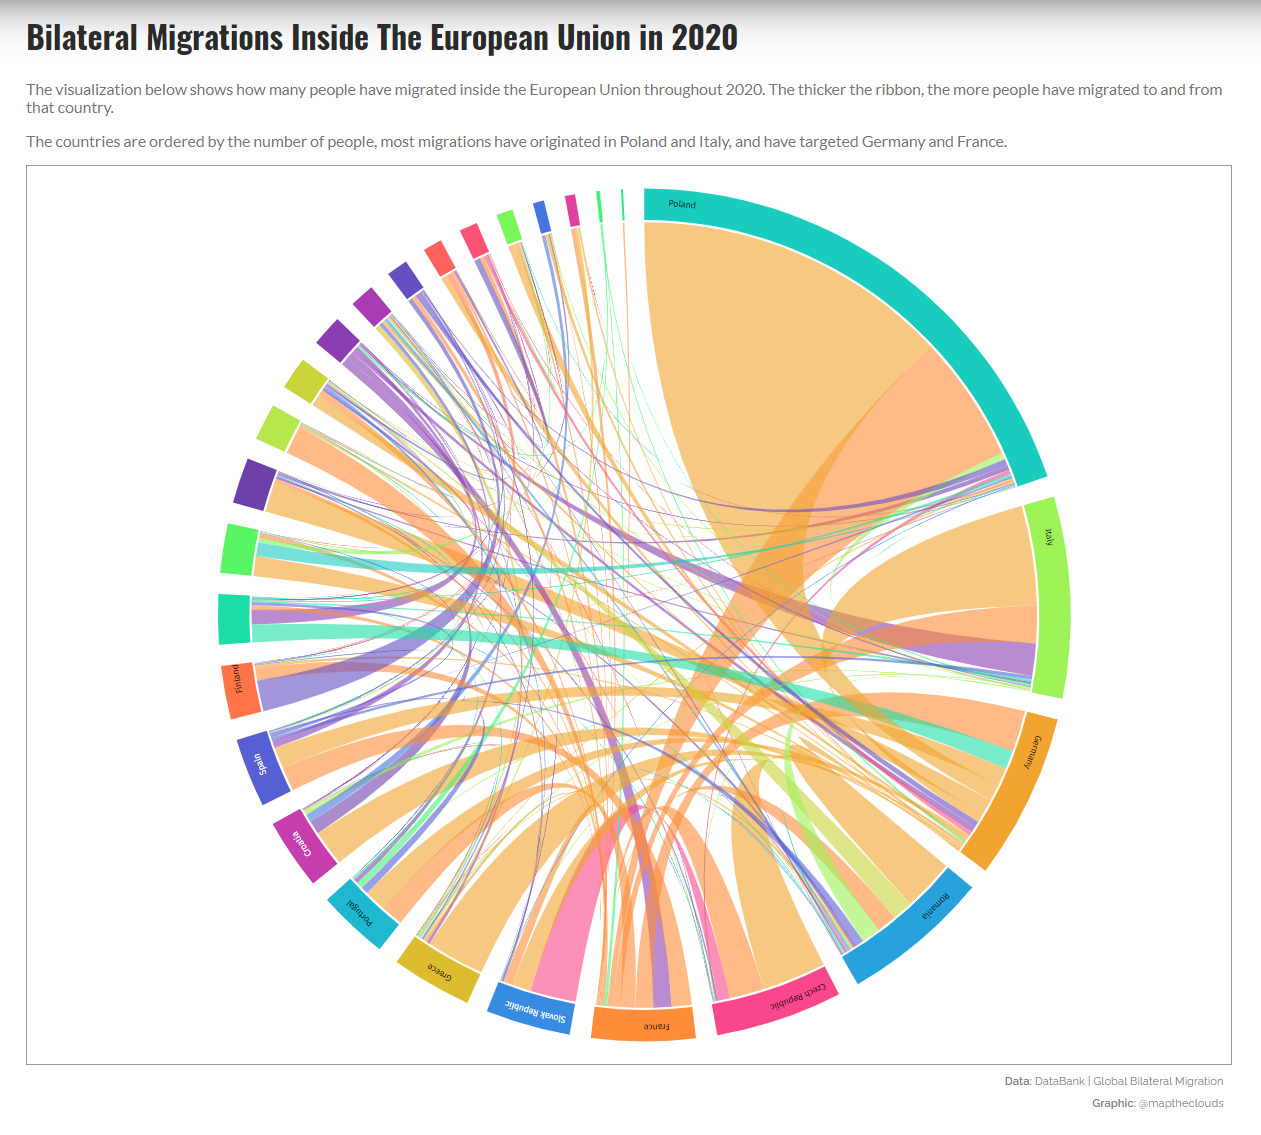 Bilateral Migrations Inside The European Union in 2020
The visualization below shows how many people have migrated inside the European Union throughout 2020. The thicker the ribbon, the more people have migrated to and from
that country.
The countries are ordered by the number of people, most migrations have originated in Poland and Italy, and have targeted Germany and France.
Poland
Italy
Germany
Romania
Czech Republic
France
Slovak Republic
Greece
Portugal
Croatia
Spain
Finland
Data: DataBank | Global Bilateral Migration
Graphic: @maptheclouds